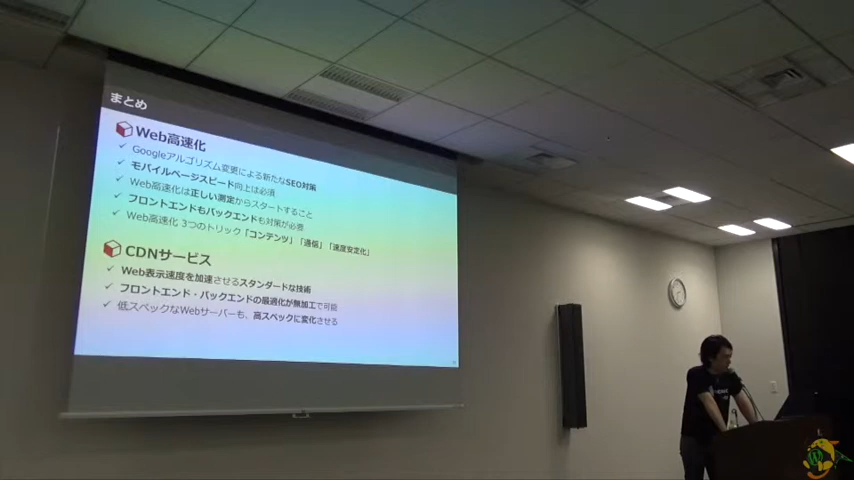 まとめ
Web高速化
Googleアルゴリズム変更による新たなSEO対策
モバイルページスピード向上は必須
Web高速化は正しい測定からスタートすること
フロントエンドもバックエンドも対策が必要
Web高速化 3つのトリック「コンテンツ」「通信」「速度安定化」
CDNサービス
Web表示速度を加速させるスタンダードな技術
フロントエンド・バックエンドの最適化が無加工で可能
低スペックなWebサーバーも、高スペックに変化させる